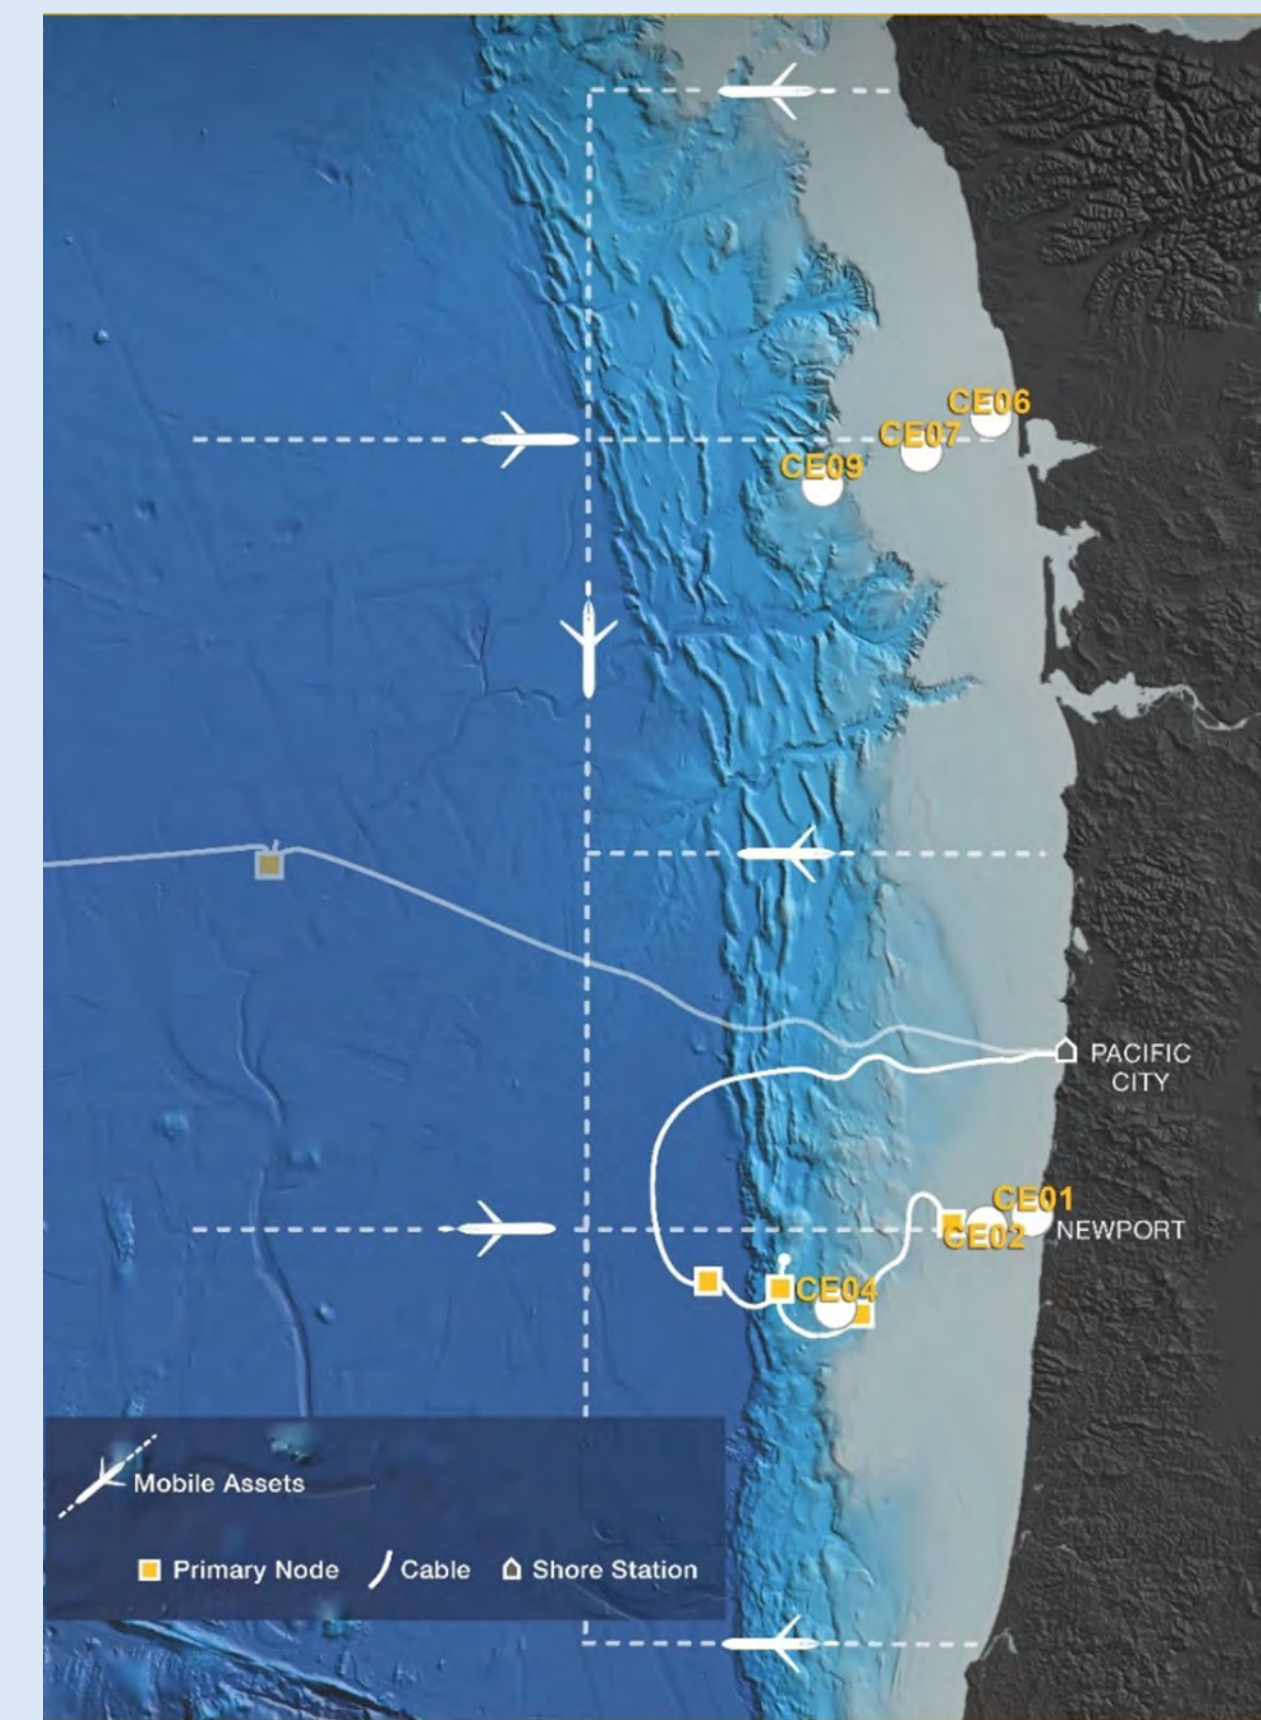 CE06
CE07
CE09
PACIFIC
CITY
CE01
CE02
NEWPORT
CE04
Mobile Assets
Primary Node
Cable
Shore Station